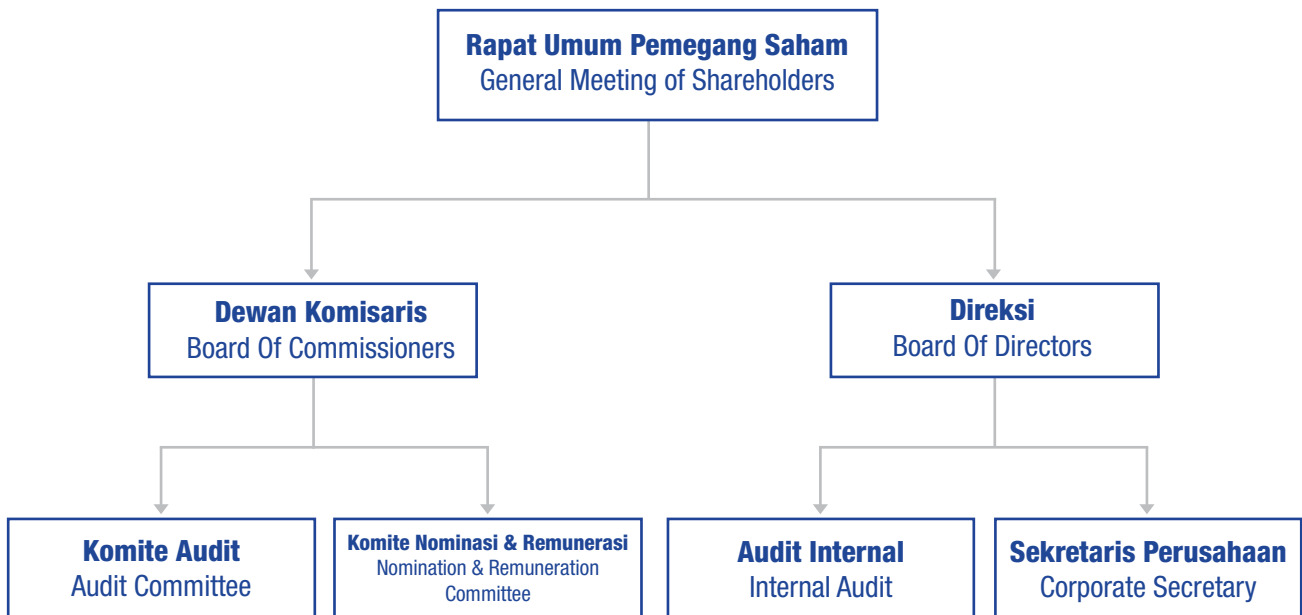 Rapat Umum Pemegang Saham
General Meeting of Shareholders
Dewan Komisaris
Board Of Commissioners
Direksi
Board Of Directors
Komite Audit
Audit Committee
Komite Nominasi & Remunerasi
Nomination & Remuneration
Committee
Audit Internal
Internal Audit
Sekretaris Perusahaan
Corporate Secretary